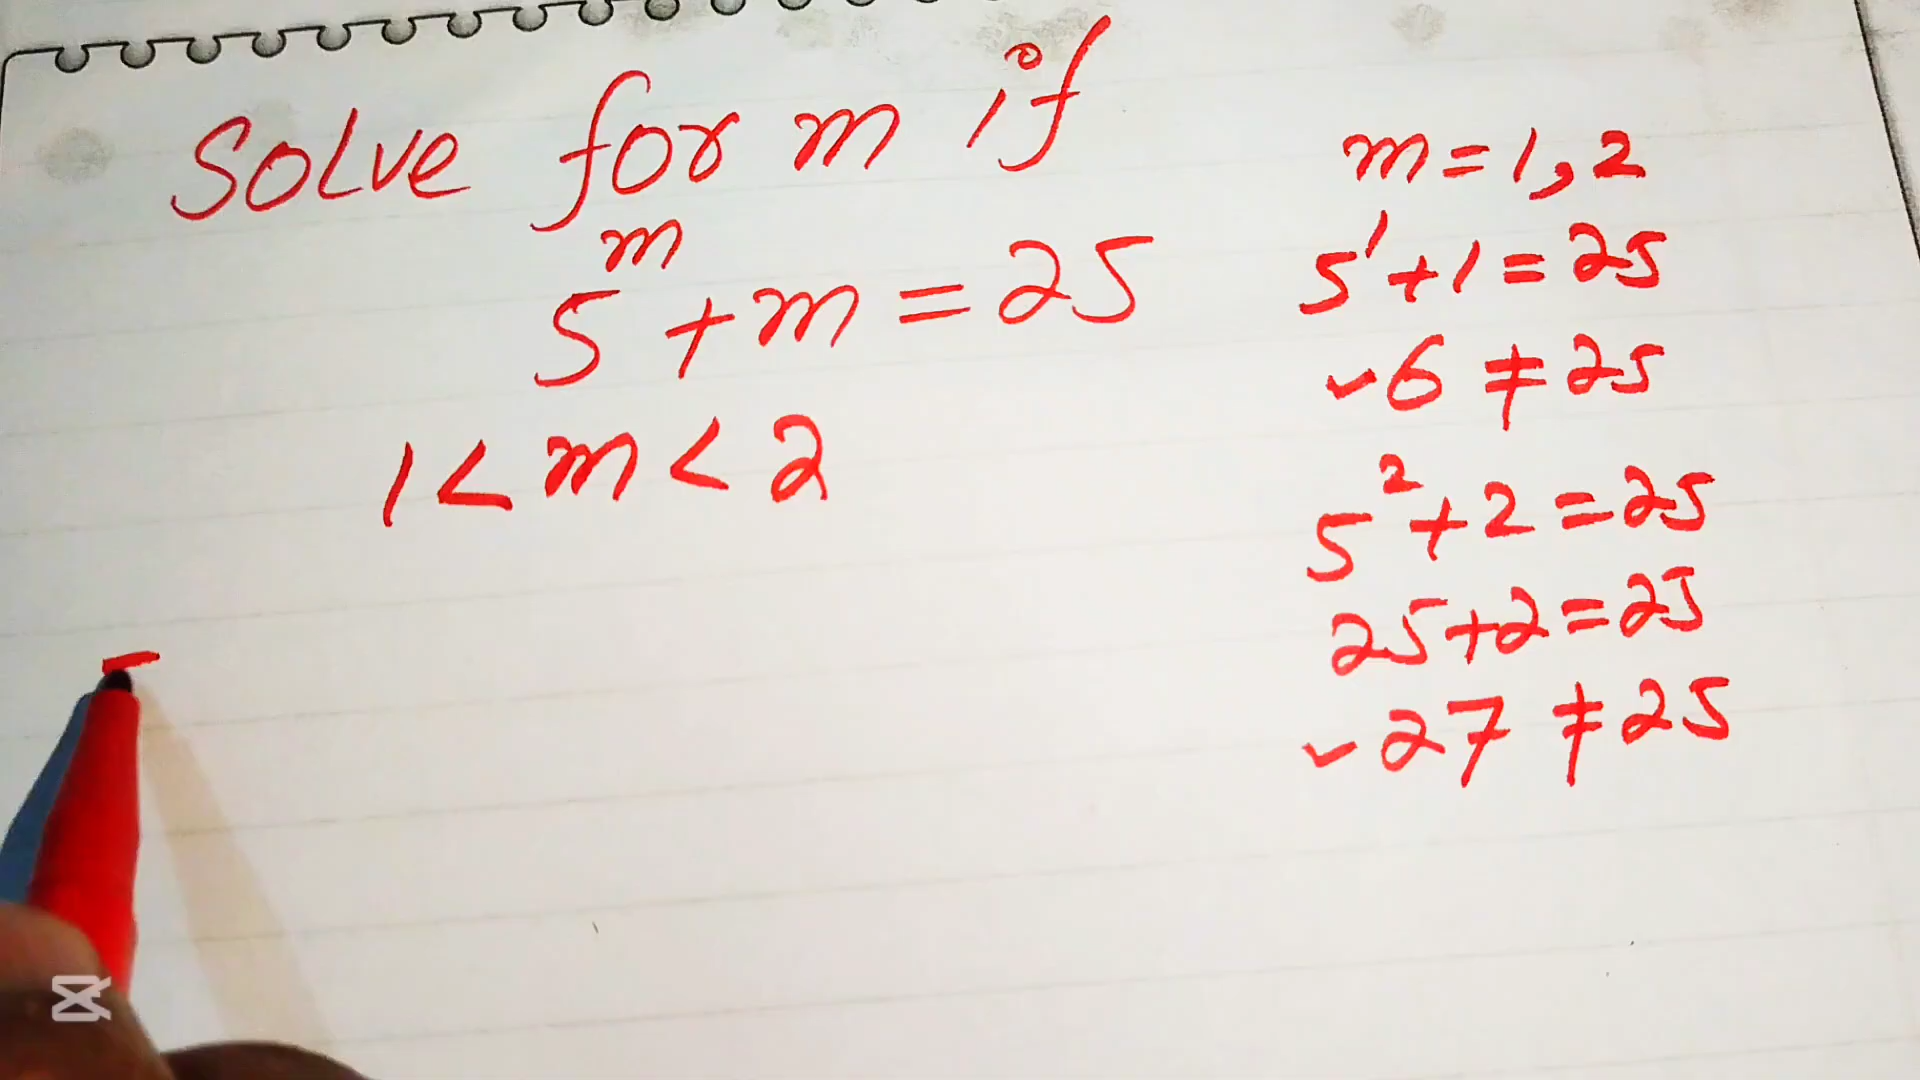 Solve for m if
5^m + m = 25
1 < m < 2
m = 1, 2
5^1 + 1 = 25
✓6 ≠ 25
5^2 + 2 = 25
25 + 2 = 25
✓27 ≠ 25